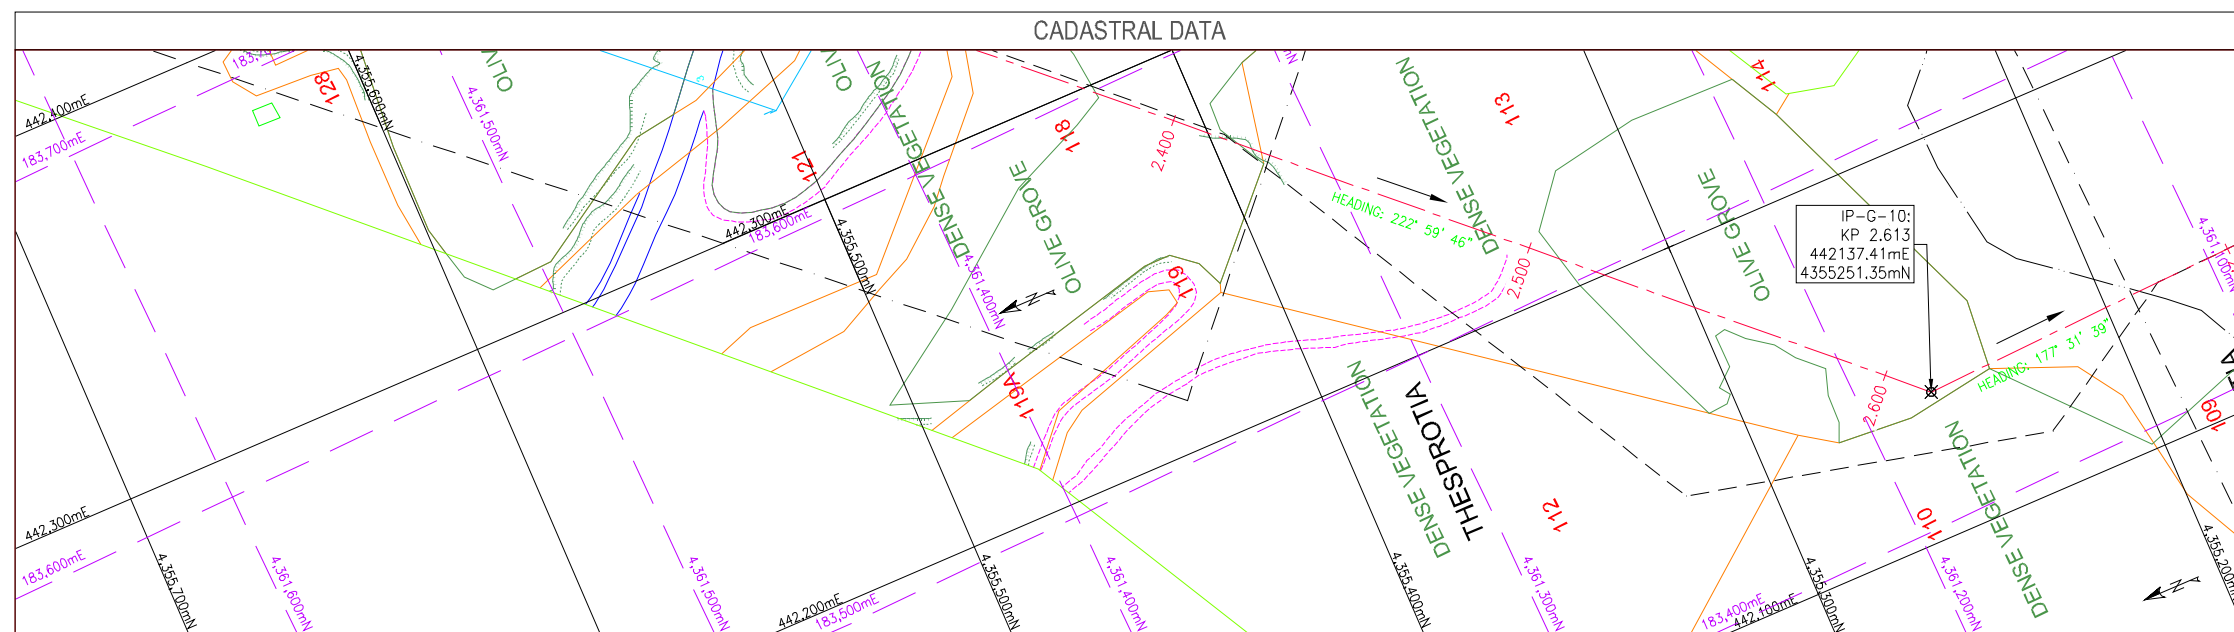 CADASTRAL DATA
442,400mE
183,700mE
128
4,355,600mN
4,361,500mN
OLIV
OLIV
3
121
442,300mE
183,600mE
DENSE VEGETATION
OLIVE GROVE
118
2.400
4,355,500mN
4,361,400mN
N
119
119A
HEADING: 222° 59' 46"
DENSE VEGETATION
113
2.500
114
OLIVE GROVE
IP-G-10:
KP 2.613
442137.41mE
4355251.35mN
2.600
HEADING: 177° 31' 39"
4,361,100mN
109
THESPROTIA
DENSE VEGETATION
112
110
DENSE VEGETATION
442,300mE
183,600mE
4,355,700mN
4,361,600mN
4,361,500mN
442,200mE
183,500mE
4,355,500mN
4,361,400mN
4,355,400mN
4,361,300mN
183,400mE
442,100mE
4,355,300mN
4,361,200mN
4,355,200mN
N